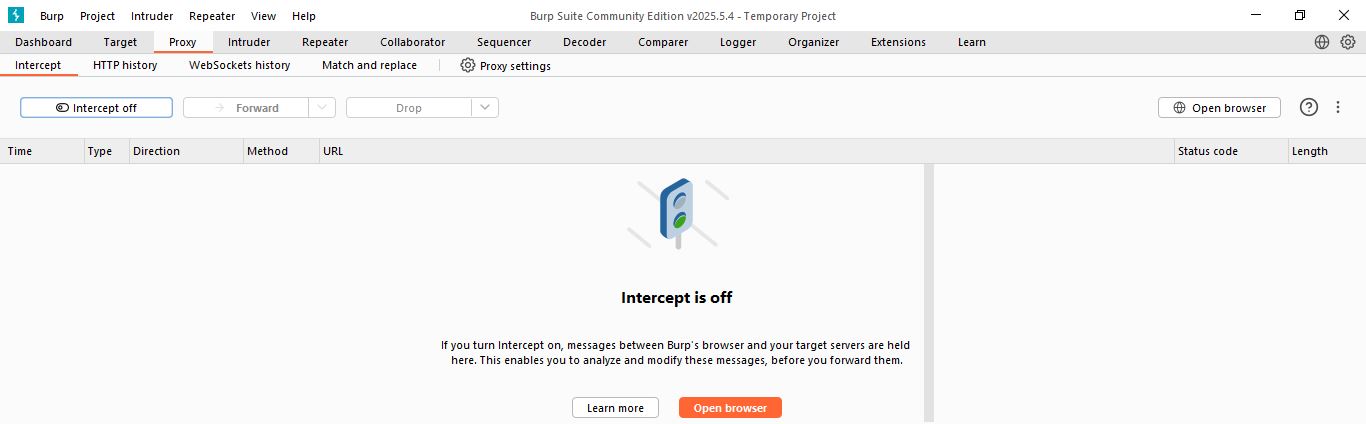 Burp Project Intruder Repeater View Help Burp Suite Community Edition v2025.5.4 - Temporary Project
Dashboard Target Proxy Intruder Repeater Collaborator Sequencer Decoder Comparer Logger Organizer Extensions Learn
Intercept HTTP history WebSockets history Match and replace Proxy settings
Intercept off Forward Drop Open browser
Time Type Direction Method URL Status code Length
Intercept is off
If you turn Intercept on, messages between Burp's browser and your target servers are held
here. This enables you to analyze and modify these messages, before you forward them.
Learn more Open browser